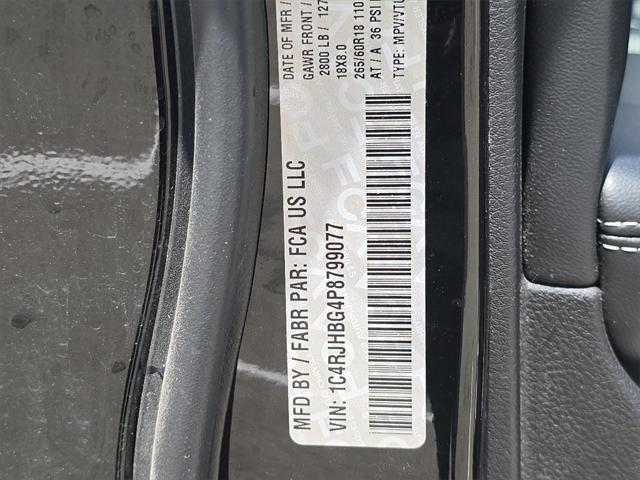 MFD BY / FABR PAR: FCA US LLC
DATE OF MFR /
GAWR FRONT /
2800 LB / 127
18X8.0
265/60R18 110
AT / A 36 PSI
TYPE: MPV/VTU
VIN: 1C4RJHBG4P8799077